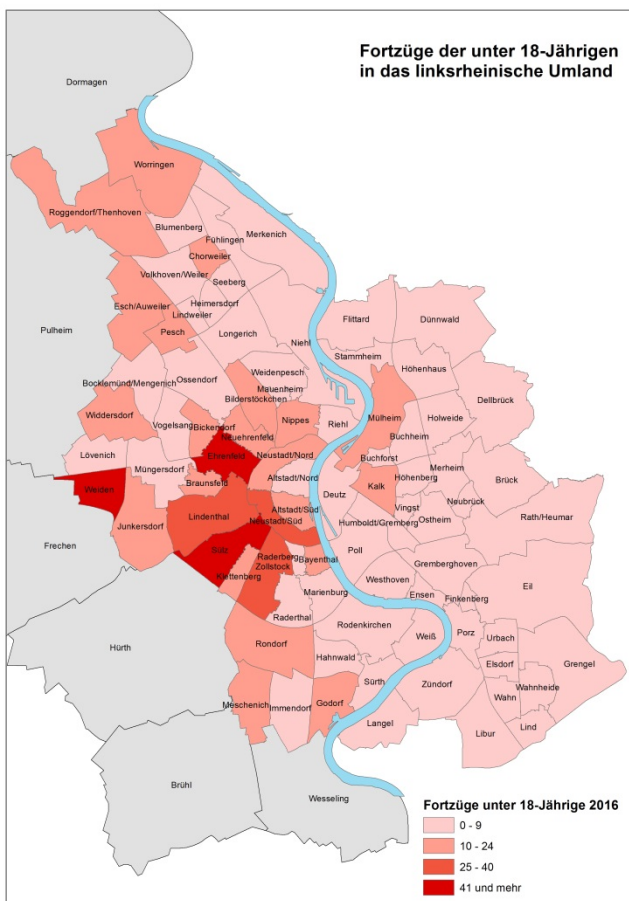 Fortzüge der unter 18-Jährigen
in das linksrheinische Umland
Dormagen
Worringen
Roggendorf/Thenhoven
Blumenberg
Merkenich
Fühlingen
Chorweiler
Volkhoven/Weiler
Seeberg
Esch/Auweiler
Heimersdorf
Lindweiler
Pesch
Longerich
Niehl
Flittard
Dünnwald
Pulheim
Stammheim
Höhenhaus
Weidenpesch
Bocklemünd/Mengenich
Ossendorf
Mauenheim
Bilderstöckchen
Dellbrück
Widdersdorf
Nippes
Riehl
Mülheim
Holweide
Vogelsang
Bickendorf
Neuehrenfeld
Buchheim
Lövenich
Ehrenfeld
Neustadt/Nord
Buchforst
Merheim
Müngersdorf
Altstadt/Nord
Höhenberg
Brück
Weiden
Braunsfeld
Deutz
Kalk
Neubrück
Vingst
Lindenthal
Altstadt/Süd
Rath/Heumar
Junkersdorf
Neustadt/Süd
Humboldt/Gremberg
Ostheim
Frechen
Sülz
Raderberg
Altstadt/Süd
Zollstock
Bayenthal
Poll
Gremberghoven
Klettenberg
Westhoven
Eil
Marienburg
Ensen
Finkenberg
Raderthal
Rodenkirchen
Weiß
Porz
Urbach
Hürth
Rondorf
Hahnwald
Elsdorf
Grengel
Sürth
Zündorf
Wahnheide
Meschenich
Immendorf
Godorf
Wahn
Langel
Libur
Lind
Brühl
Wesseling
Fortzüge unter 18-Jährige 2016
0 - 9
10 - 24
25 - 40
41 und mehr